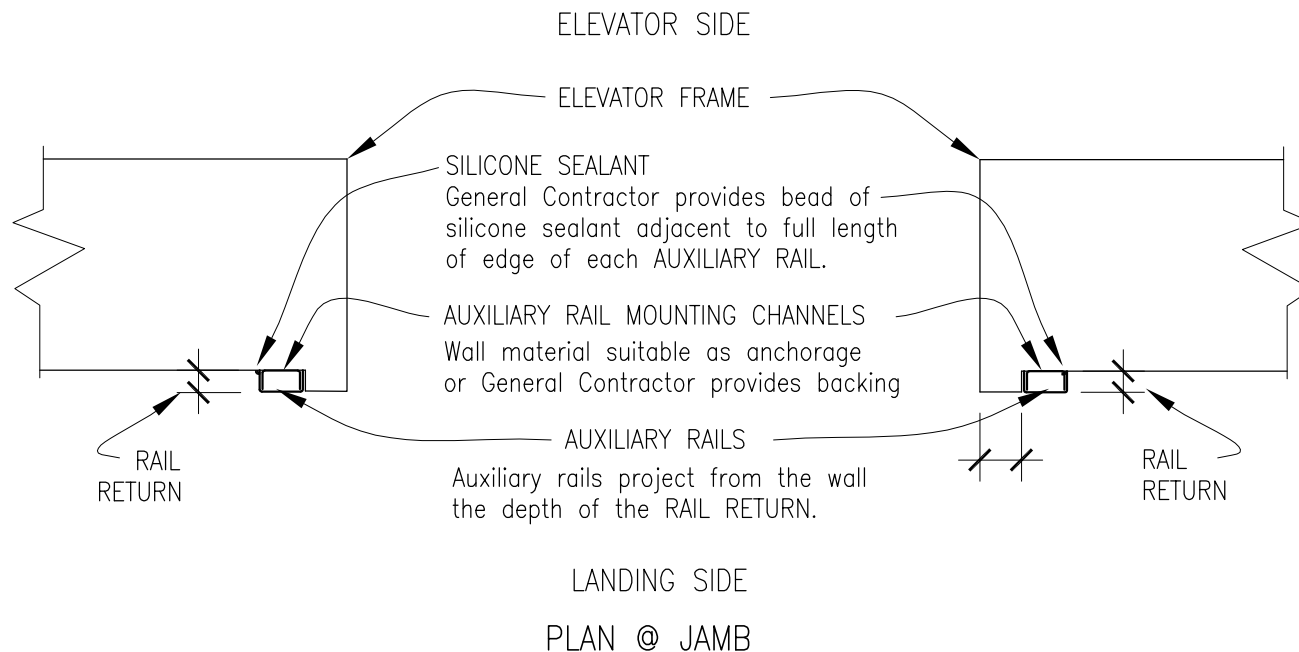 ELEVATOR SIDE
ELEVATOR FRAME
SILICONE SEALANT
General Contractor provides bead of
silicone sealant adjacent to full length
of edge of each AUXILIARY RAIL.
AUXILIARY RAIL MOUNTING CHANNELS
Wall material suitable as anchorage
or General Contractor provides backing
AUXILIARY RAILS
Auxiliary rails project from the wall
the depth of the RAIL RETURN.
RAIL
RETURN
RAIL
RETURN
LANDING SIDE
PLAN @ JAMB